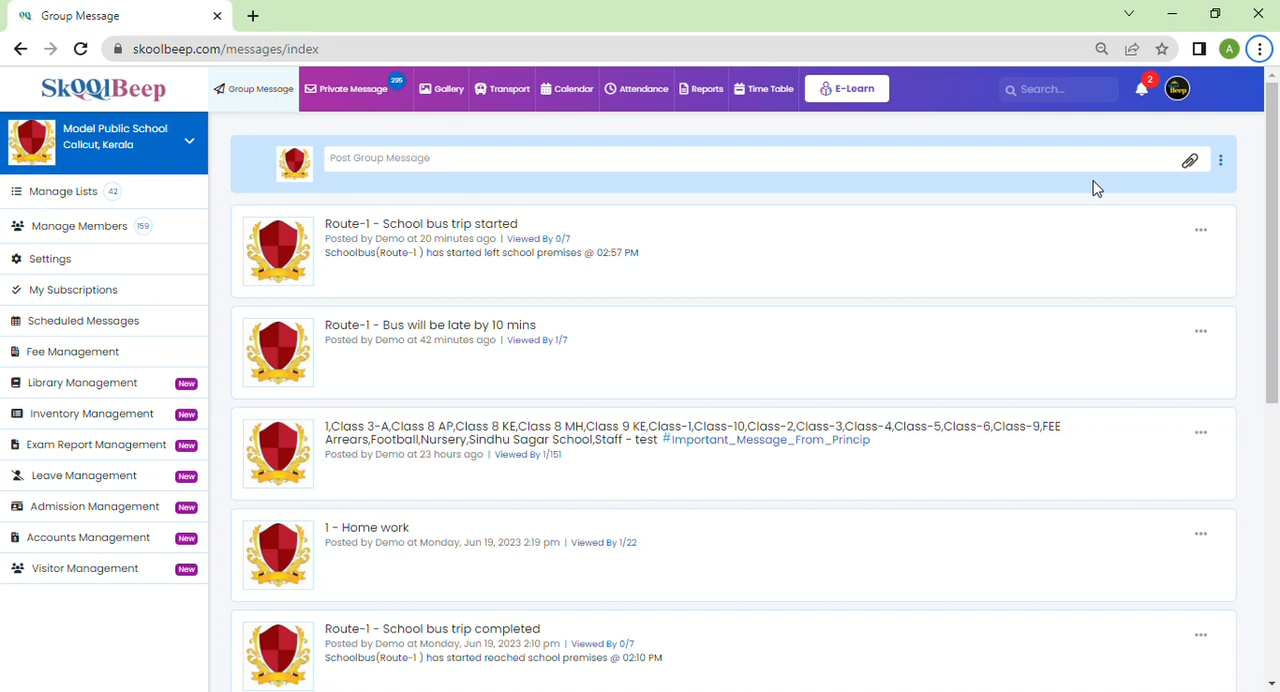 Group Message
skoolbeep.com/messages/index
A
SkOOlBeep
Group Message
Private Message
295
Gallery
Transport
Calendar
Attendance
Reports
Time Table
E-Learn
Search...
2
Beep
Model Public School
Calicut, Kerala
Manage Lists 42
Manage Members 159
Settings
My Subscriptions
Scheduled Messages
Fee Management
Library Management New
Inventory Management New
Exam Report Management New
Leave Management New
Admission Management New
Accounts Management New
Visitor Management New
Post Group Message
Route-1 - School bus trip started
Posted by Demo at 20 minutes ago | Viewed By 0/7
Schoolbus(Route-1 ) has started left school premises @ 02:57 PM
Route-1 - Bus will be late by 10 mins
Posted by Demo at 42 minutes ago | Viewed By 1/7
1,Class 3-A,Class 8 AP,Class 8 KE,Class 8 MH,Class 9 KE,Class-1,Class-10,Class-2,Class-3,Class-4,Class-5,Class-6,Class-9,FEE
Arrears,Football,Nursery,Sindhu Sagar School,Staff - test #Important_Message_From_Princip
Posted by Demo at 23 hours ago | Viewed By 1/151
1 - Home work
Posted by Demo at Monday, Jun 19, 2023 2:19 pm | Viewed By 1/22
Route-1 - School bus trip completed
Posted by Demo at Monday, Jun 19, 2023 2:10 pm | Viewed By 0/7
Schoolbus(Route-1 ) has started reached school premises @ 02:10 PM